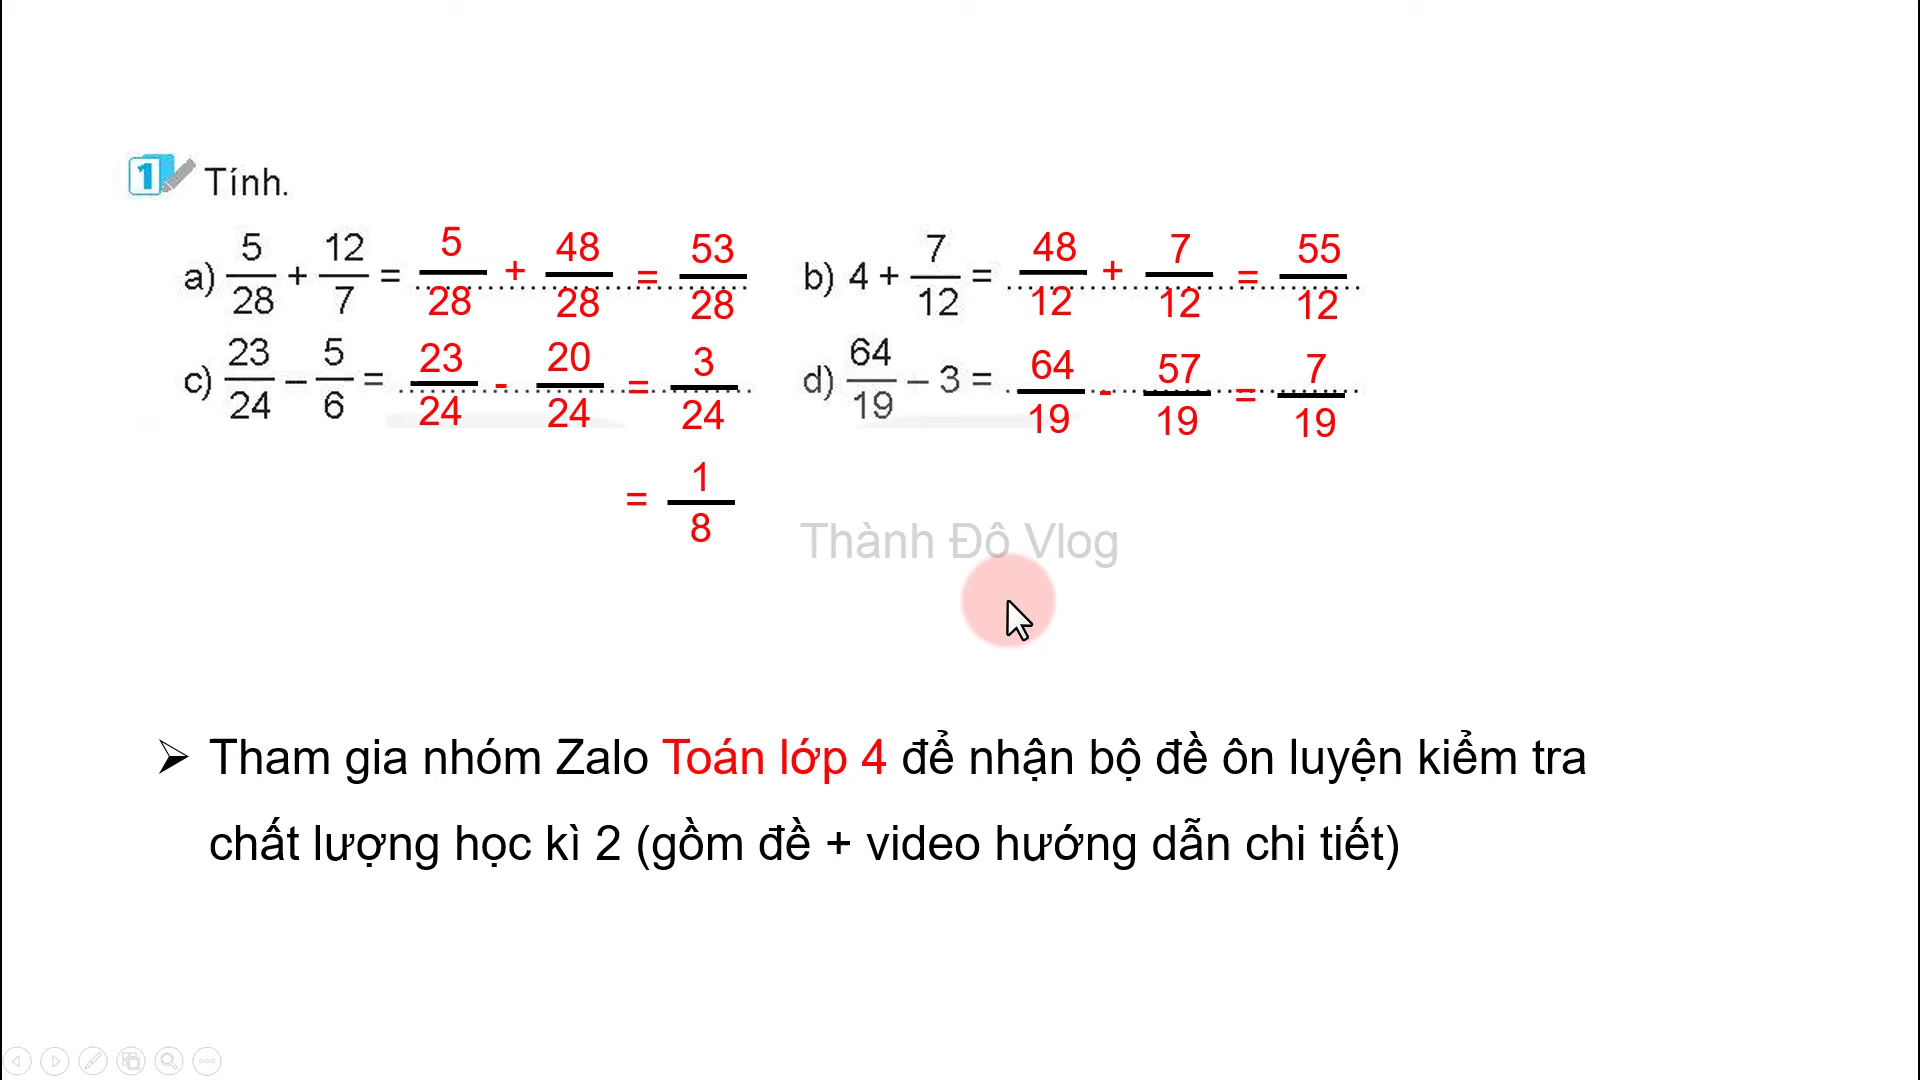 1 Tính.
a) 5/28 + 12/7 = 5/28 + 48/28 = 53/28 b) 4 + 7/12 = 48/12 + 7/12 = 55/12
c) 23/24 – 5/6 = 23/24 - 20/24 = 3/24 d) 64/19 – 3 = 64/19 - 57/19 = 7/19
= 1/8
Thành Đô Vlog
➢ Tham gia nhóm Zalo Toán lớp 4 để nhận bộ đề ôn luyện kiểm tra
chất lượng học kì 2 (gồm đề + video hướng dẫn chi tiết)